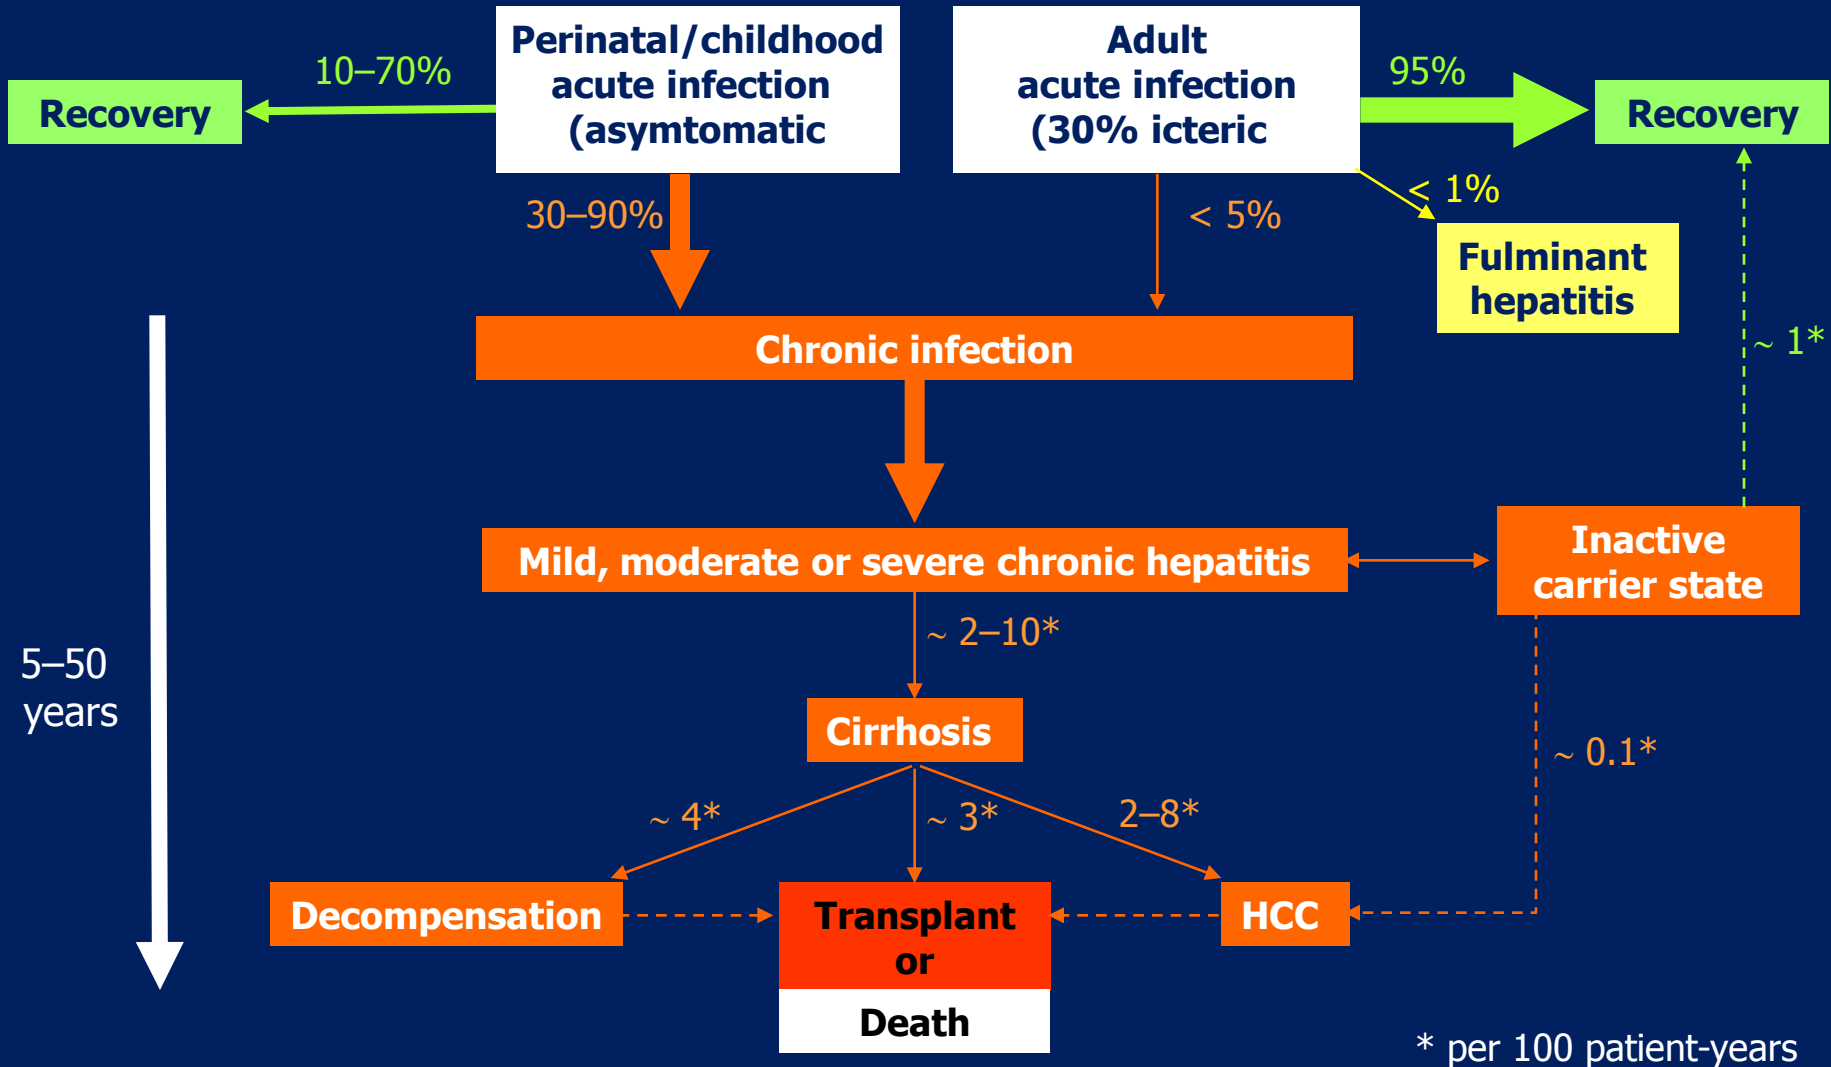 Perinatal/childhood
acute infection
(asymtomatic
Adult
acute infection
(30% icteric
10–70%
95%
Recovery
Recovery
< 1%
30–90%
< 5%
Fulminant
hepatitis
Chronic infection
~ 1*
Mild, moderate or severe chronic hepatitis
Inactive
carrier state
~ 2–10*
5–50
years
Cirrhosis
~ 0.1*
~ 4*
~ 3*
2–8*
Decompensation
Transplant
or
Death
HCC
* per 100 patient-years